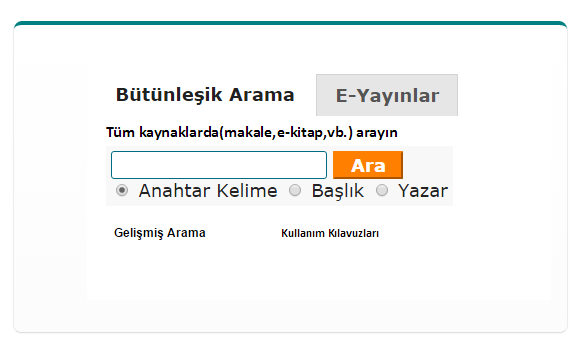 Bütünleşik Arama E-Yayınlar
Tüm kaynaklarda(makale,e-kitap,vb.) arayın
Ara
Anahtar Kelime Başlık Yazar
Gelişmiş Arama Kullanım Kılavuzları